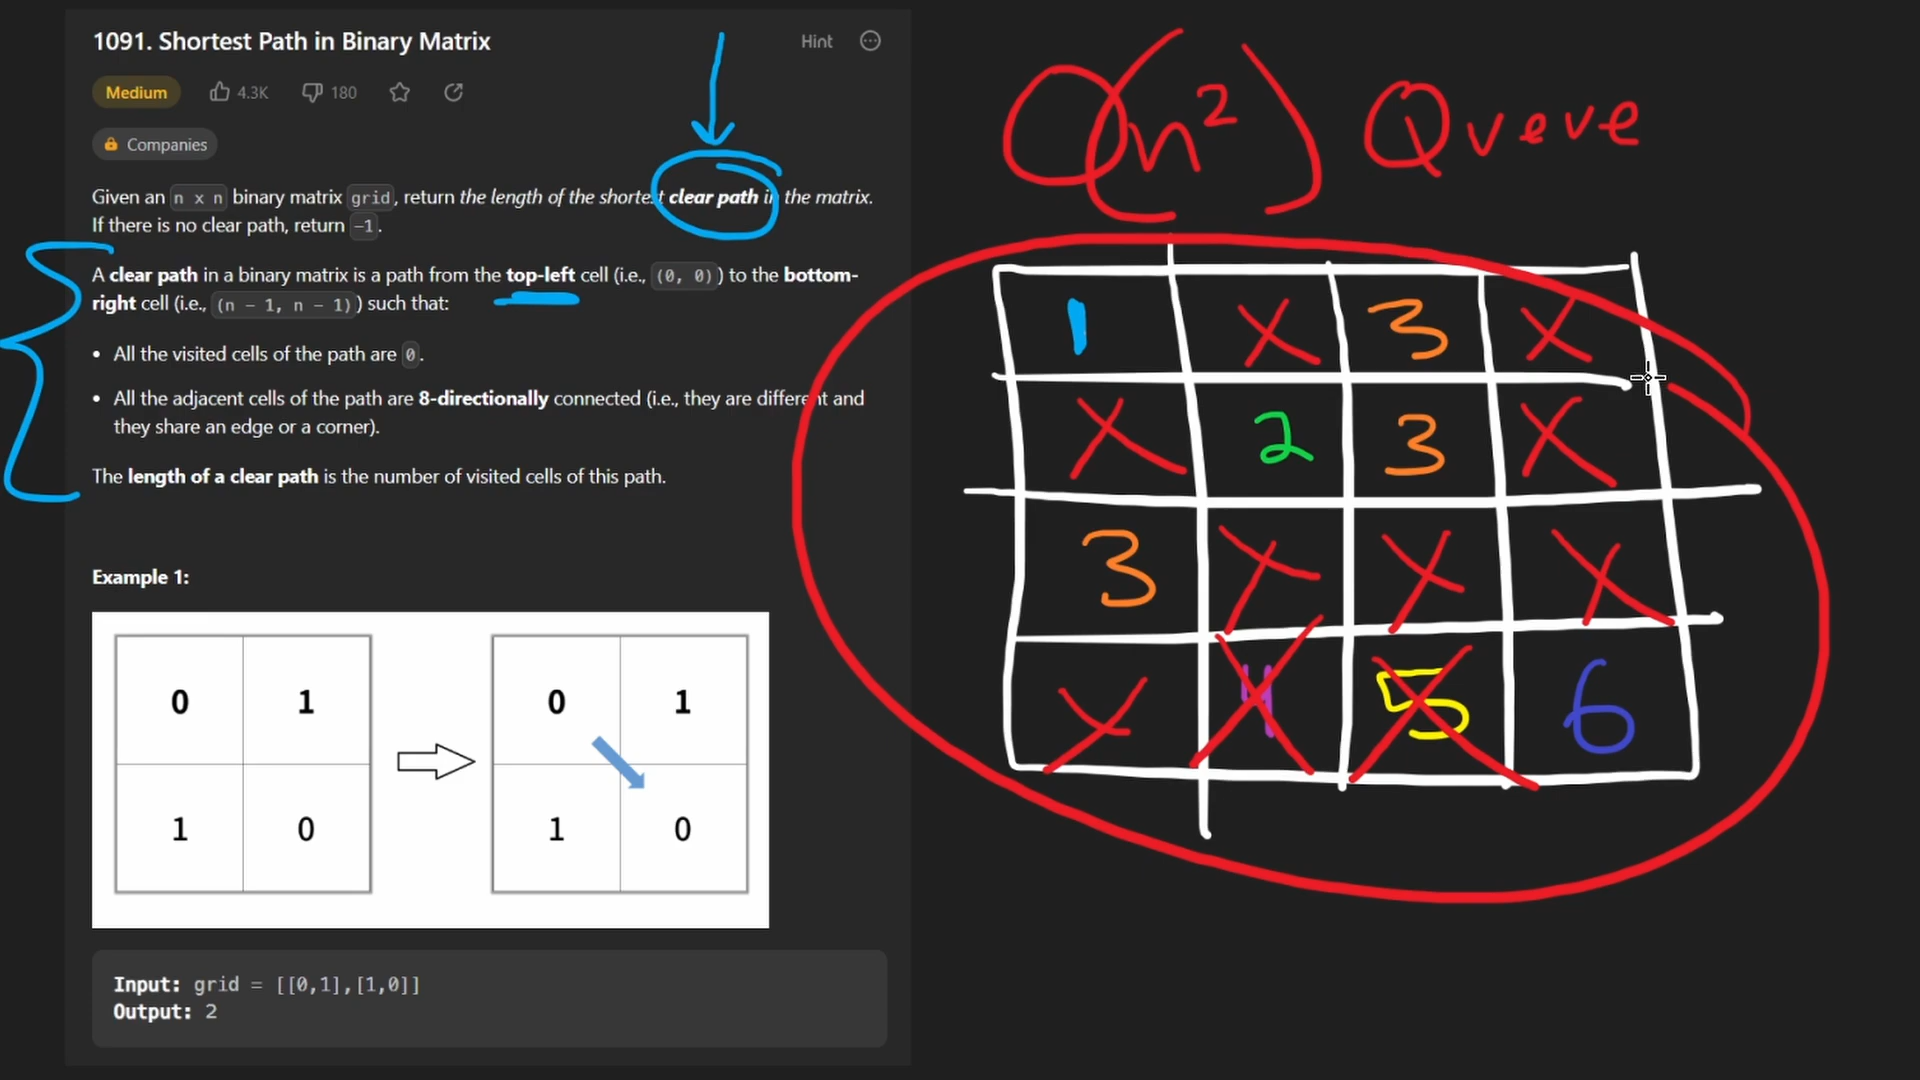 1091. Shortest Path in Binary Matrix
Hint
Medium 4.3K 180
Companies
Given an n x n binary matrix grid, return the length of the shortest clear path in the matrix.
If there is no clear path, return -1.
A clear path in a binary matrix is a path from the top-left cell (i.e., (0, 0)) to the bottom-
right cell (i.e., (n - 1, n - 1)) such that:
• All the visited cells of the path are 0.
• All the adjacent cells of the path are 8-directionally connected (i.e., they are different and
they share an edge or a corner).
The length of a clear path is the number of visited cells of this path.
Example 1:
0 1 0 1
1 0 1 0
Input: grid = [[0,1],[1,0]]
Output: 2
O(n²) Queue
1 X 3 X
X 2 3 X
3 X X X
X 4 5 6